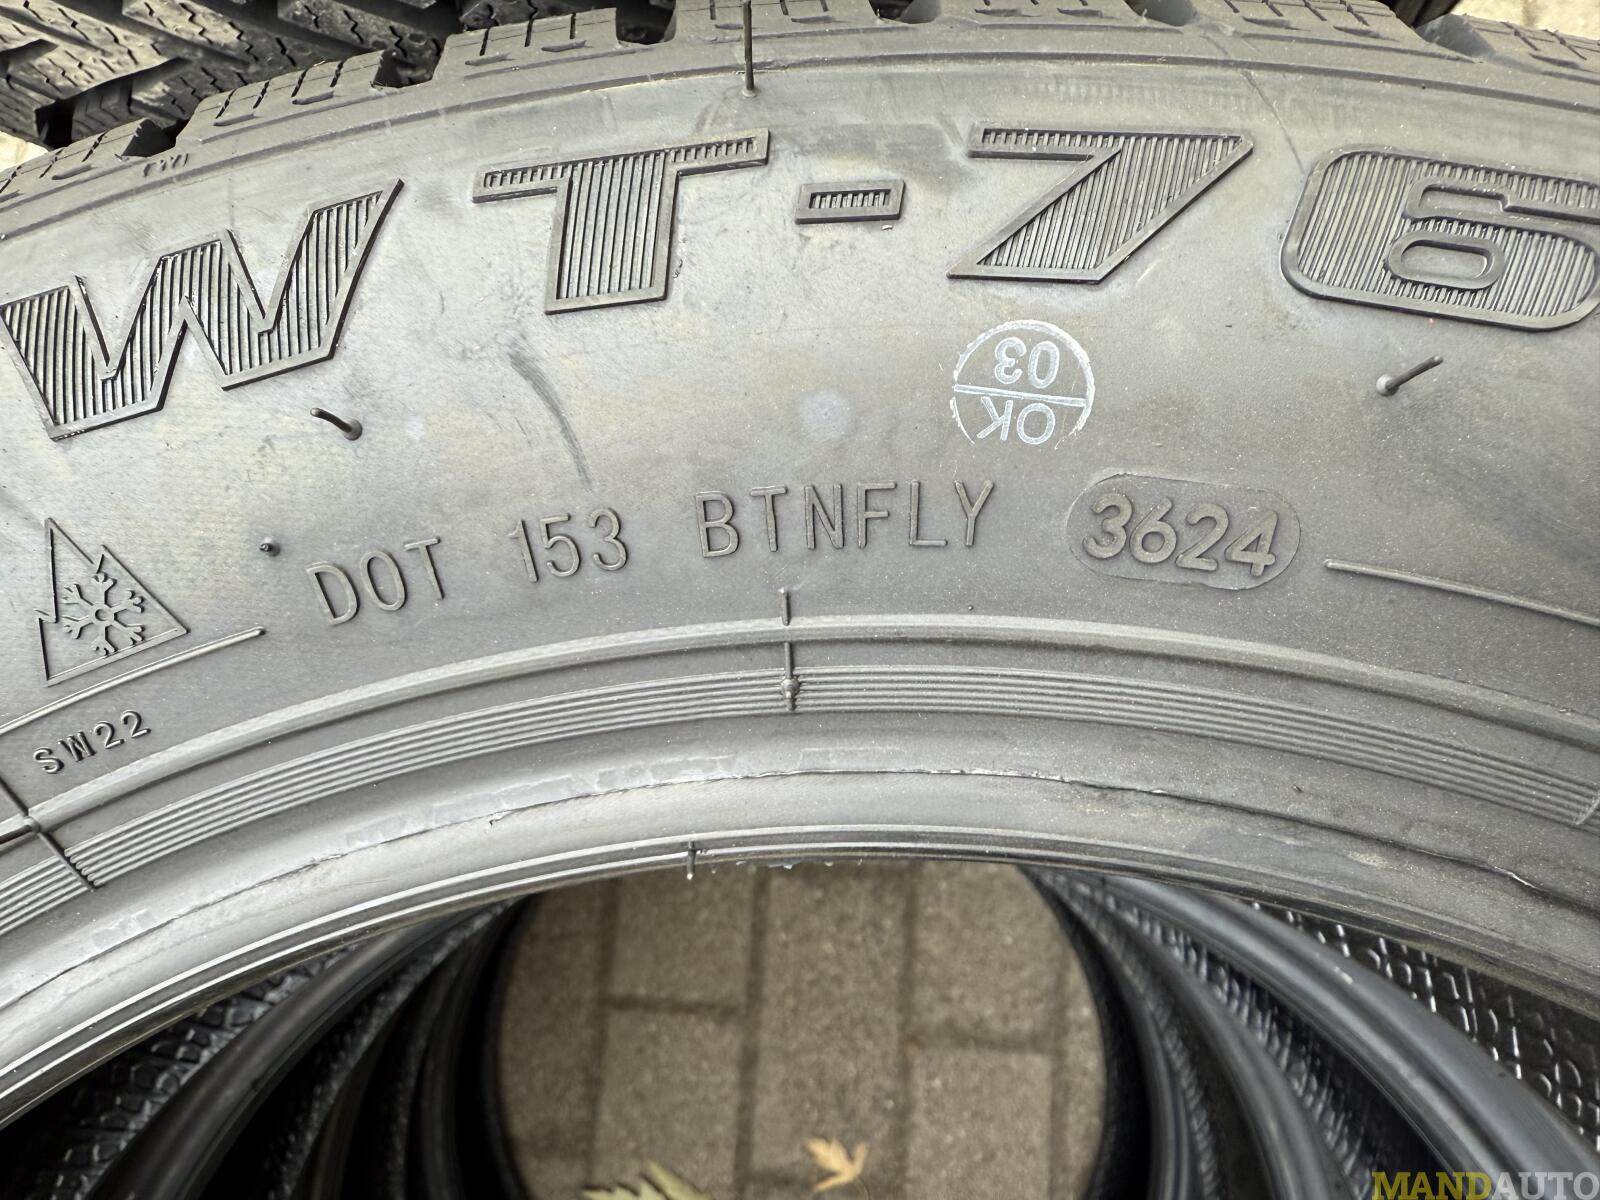 WT-76
OK
03
DOT 153 BTNFLY 3624
SW22
MANDAUTO